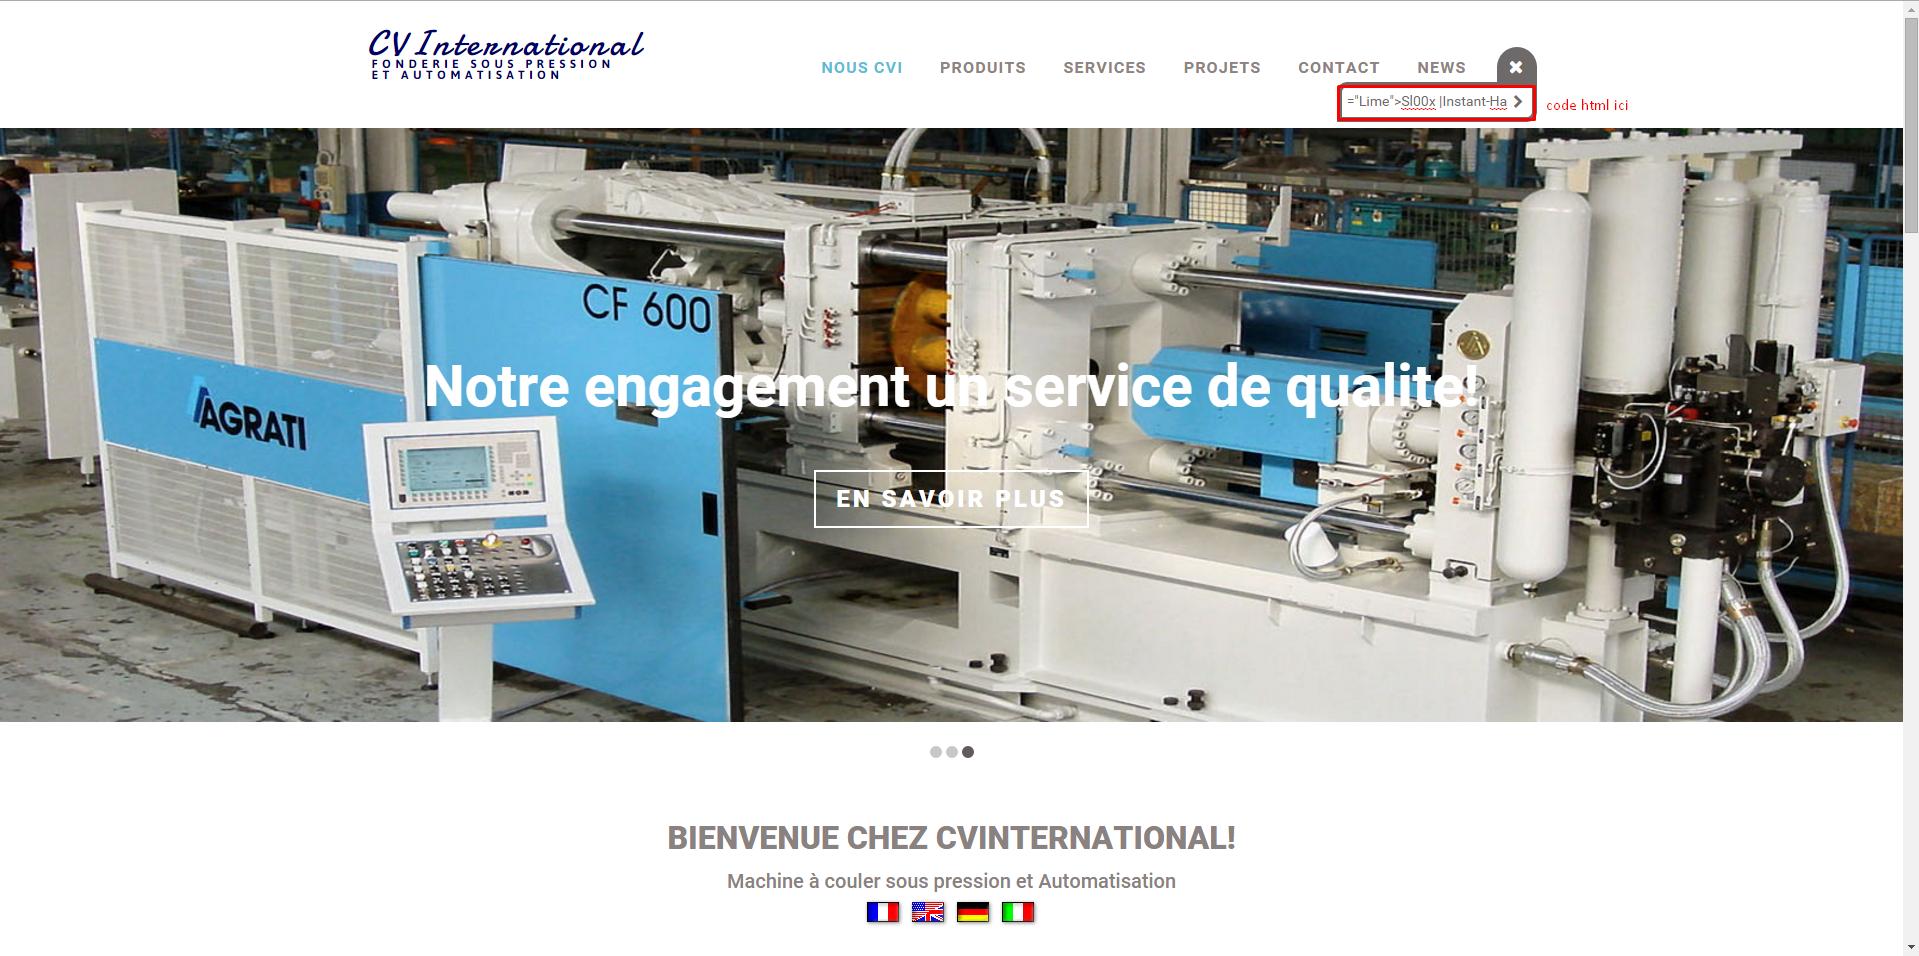 CV International
FONDERIE SOUS PRESSION
ET AUTOMATISATION
NOUS CVI
PRODUITS
SERVICES
PROJETS
CONTACT
NEWS
="Lime">Sl00x |Instant-Ha
code html ici
CF 600
AGRATI
Notre engagement un service de qualite!
EN SAVOIR PLUS
BIENVENUE CHEZ CVINTERNATIONAL!
Machine à couler sous pression et Automatisation